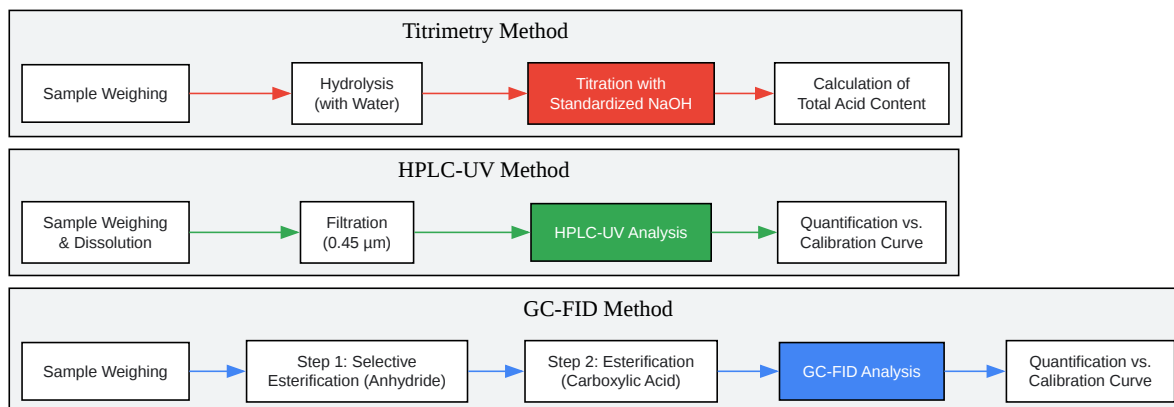 Titrimetry Method
Sample Weighing
Hydrolysis
(with Water)
Titration with
Standardized NaOH
Calculation of
Total Acid Content
HPLC-UV Method
Sample Weighing
& Dissolution
Filtration
(0.45 µm)
HPLC-UV Analysis
Quantification vs.
Calibration Curve
GC-FID Method
Sample Weighing
Step 1: Selective
Esterification (Anhydride)
Step 2: Esterification
(Carboxylic Acid)
GC-FID Analysis
Quantification vs.
Calibration Curve